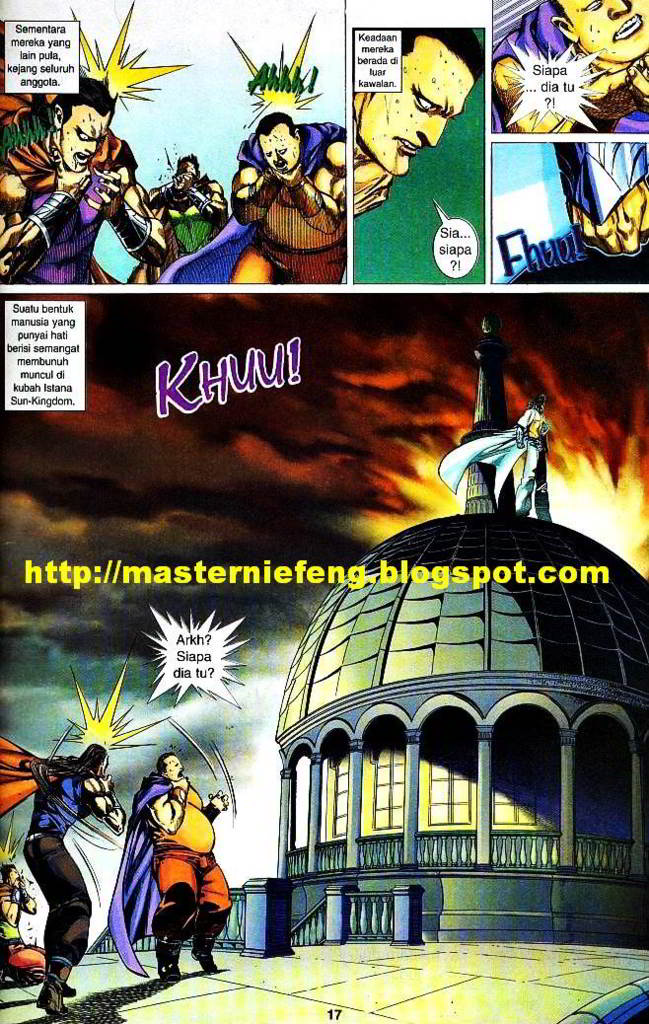 Sementara
mereka yang
lain pula,
kejang seluruh
anggota.
Ahhh!
Keadaan
mereka
berada di
luar
kawalan.
Sia...
siapa
?!
Siapa
... dia tu
?!
Fhuu!
Suatu bentuk
manusia yang
punyai hati
berisi semangat
membunuh
muncul di
kubah Istana
Sun-Kingdom.
KHUU!
http://masterniefeng.blogspot.com
Arkh?
Siapa
dia tu?
17